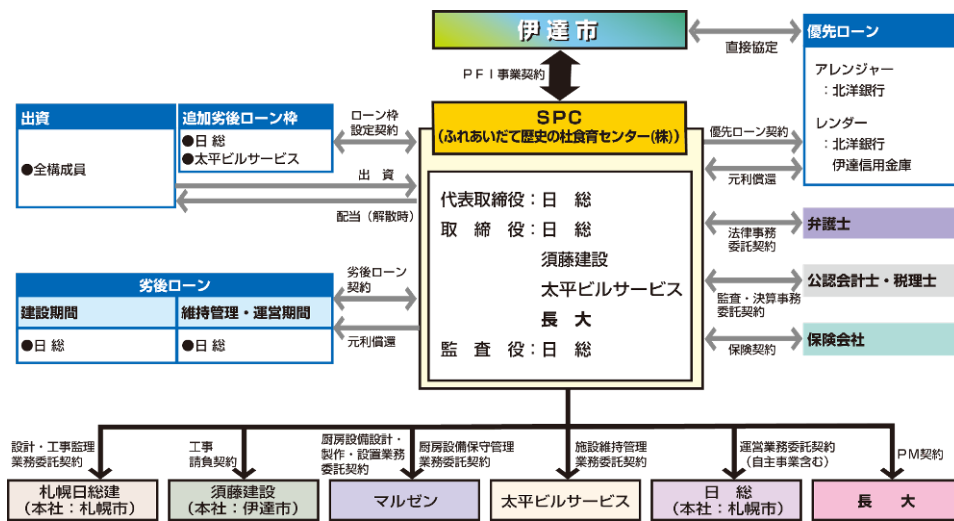 伊達市
直接協定
優先ローン
アレンジャー
：北洋銀行
レンダー
：北洋銀行
伊達信用金庫
PFI事業契約
SPC
(ふれあいだて歴史の杜食育センター(株))
優先ローン契約
元利償還
出資
●全構成員
追加劣後ローン枠
●日 総
●太平ビルサービス
ローン枠
設定契約
出 資
配当（解散時）
代表取締役：日 総
取 締 役：日 総
須藤建設
太平ビルサービス
長 大
監 査 役：日 総
法律事務
委託契約
弁護士
監査・決算事務
委託契約
公認会計士・税理士
保険契約
保険会社
劣後ローン
建設期間
維持管理・運営期間
●日 総
●日 総
劣後ローン
契約
元利償還
設計・工事監理
業務委託契約
工事
請負契約
厨房設備設計・
製作・設置業務
委託契約
厨房設備保守管理
業務委託契約
施設維持管理
業務委託契約
運営業務委託契約
(自主事業含む)
PM契約
札幌日総建
(本社：札幌市)
須藤建設
(本社：伊達市)
マルゼン
太平ビルサービス
日 総
(本社：札幌市)
長 大